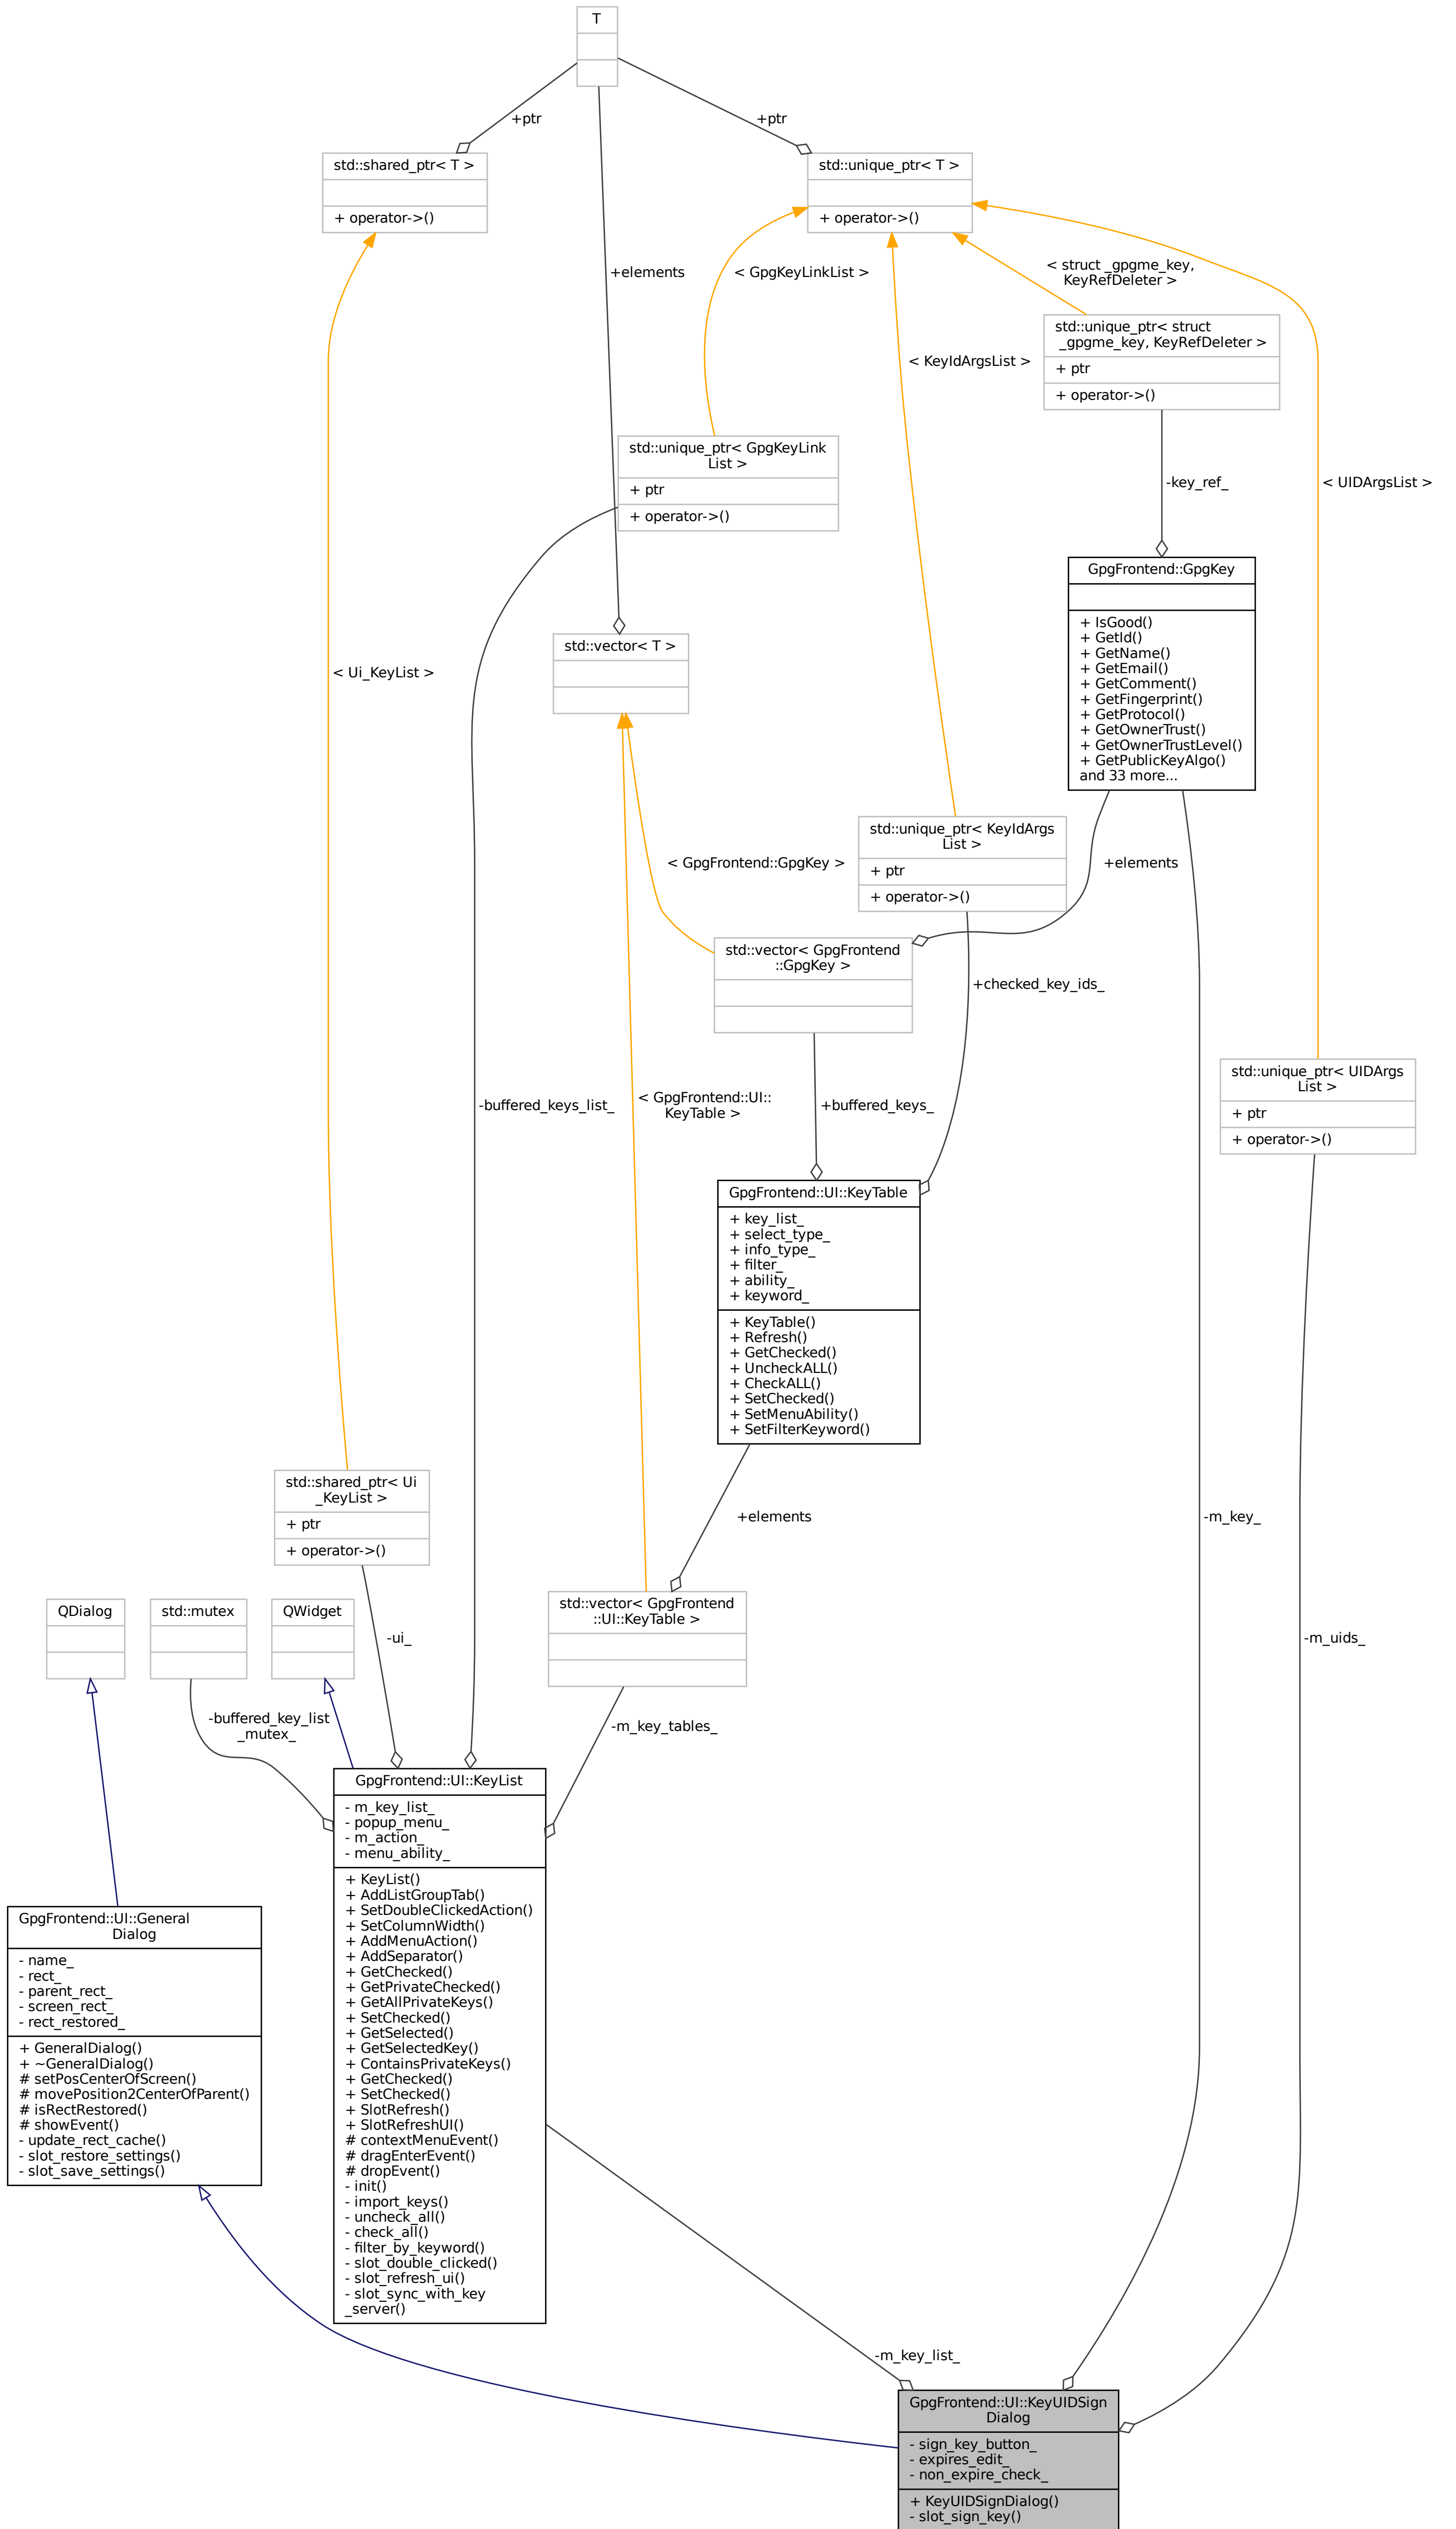 T
+ptr
+ptr
std::shared_ptr< T >
+ operator->()
std::unique_ptr< T >
+ operator->()
+elements
< GpgKeyLinkList >
< struct _gpgme_key,
KeyRefDeleter >
std::unique_ptr< struct
_gpgme_key, KeyRefDeleter >
+ ptr
+ operator->()
< KeyIdArgsList >
std::unique_ptr< GpgKeyLink
List >
+ ptr
+ operator->()
-key_ref_
< UIDArgsList >
GpgFrontend::GpgKey
+ IsGood()
+ GetId()
+ GetName()
+ GetEmail()
+ GetComment()
+ GetFingerprint()
+ GetProtocol()
+ GetOwnerTrust()
+ GetOwnerTrustLevel()
+ GetPublicKeyAlgo()
and 33 more...
std::vector< T >
< Ui_KeyList >
std::unique_ptr< KeyIdArgs
List >
+ ptr
+ operator->()
< GpgFrontend::GpgKey >
+elements
std::vector< GpgFrontend
::GpgKey >
+checked_key_ids_
std::unique_ptr< UIDArgs
List >
+ ptr
+ operator->()
-buffered_keys_list_
< GpgFrontend::UI::
KeyTable >
+buffered_keys_
GpgFrontend::UI::KeyTable
+ key_list_
+ select_type_
+ info_type_
+ filter_
+ ability_
+ keyword_
+ KeyTable()
+ Refresh()
+ GetChecked()
+ UncheckALL()
+ CheckALL()
+ SetChecked()
+ SetMenuAbility()
+ SetFilterKeyword()
std::shared_ptr< Ui
_KeyList >
+ ptr
+ operator->()
+elements
-m_key_
std::vector< GpgFrontend
::UI::KeyTable >
QDialog
std::mutex
QWidget
-ui_
-m_uids_
-buffered_key_list
_mutex_
-m_key_tables_
GpgFrontend::UI::KeyList
- m_key_list_
- popup_menu_
- m_action_
- menu_ability_
+ KeyList()
+ AddListGroupTab()
+ SetDoubleClickedAction()
+ SetColumnWidth()
+ AddMenuAction()
+ AddSeparator()
+ GetChecked()
+ GetPrivateChecked()
+ GetAllPrivateKeys()
+ SetChecked()
+ GetSelected()
+ GetSelectedKey()
+ ContainsPrivateKeys()
+ GetChecked()
+ SetChecked()
+ SlotRefresh()
+ SlotRefreshUI()
# contextMenuEvent()
# dragEnterEvent()
# dropEvent()
- init()
- import_keys()
- uncheck_all()
- check_all()
- filter_by_keyword()
- slot_double_clicked()
- slot_refresh_ui()
- slot_sync_with_key
_server()
GpgFrontend::UI::General
Dialog
- name_
- rect_
- parent_rect_
- screen_rect_
- rect_restored_
+ GeneralDialog()
+ ~GeneralDialog()
# setPosCenterOfScreen()
# movePosition2CenterOfParent()
# isRectRestored()
# showEvent()
- update_rect_cache()
- slot_restore_settings()
- slot_save_settings()
-m_key_list_
GpgFrontend::UI::KeyUIDSign
Dialog
- sign_key_button_
- expires_edit_
- non_expire_check_
+ KeyUIDSignDialog()
- slot_sign_key()